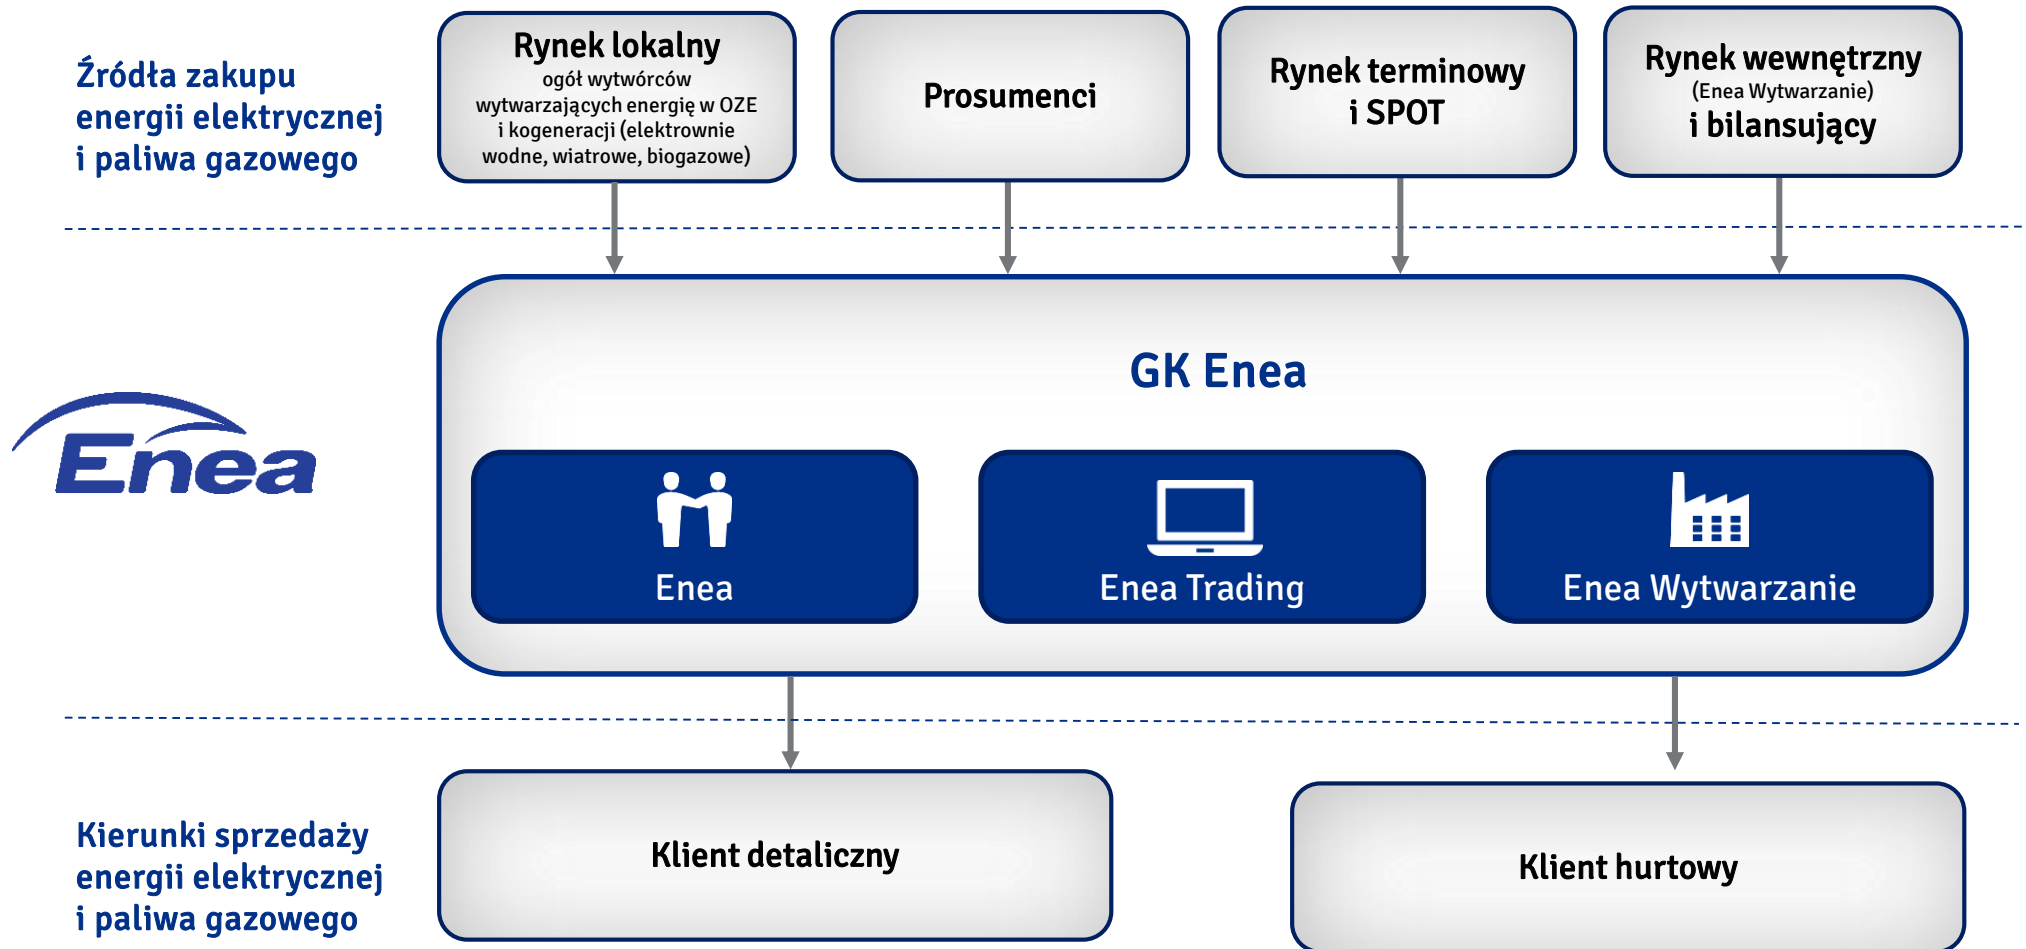 Źródła zakupu
energii elektrycznej
i paliwa gazowego
Rynek lokalny
ogół wytwórców
wytwarzających energię w OZE
i kogeneracji (elektrownie
wodne, wiatrowe, biogazowe)
Prosumenci
Rynek terminowy
i SPOT
Rynek wewnętrzny
(Enea Wytwarzanie)
i bilansujący
Enea
GK Enea
Enea
Enea Trading
Enea Wytwarzanie
Kierunki sprzedaży
energii elektrycznej
i paliwa gazowego
Klient detaliczny
Klient hurtowy